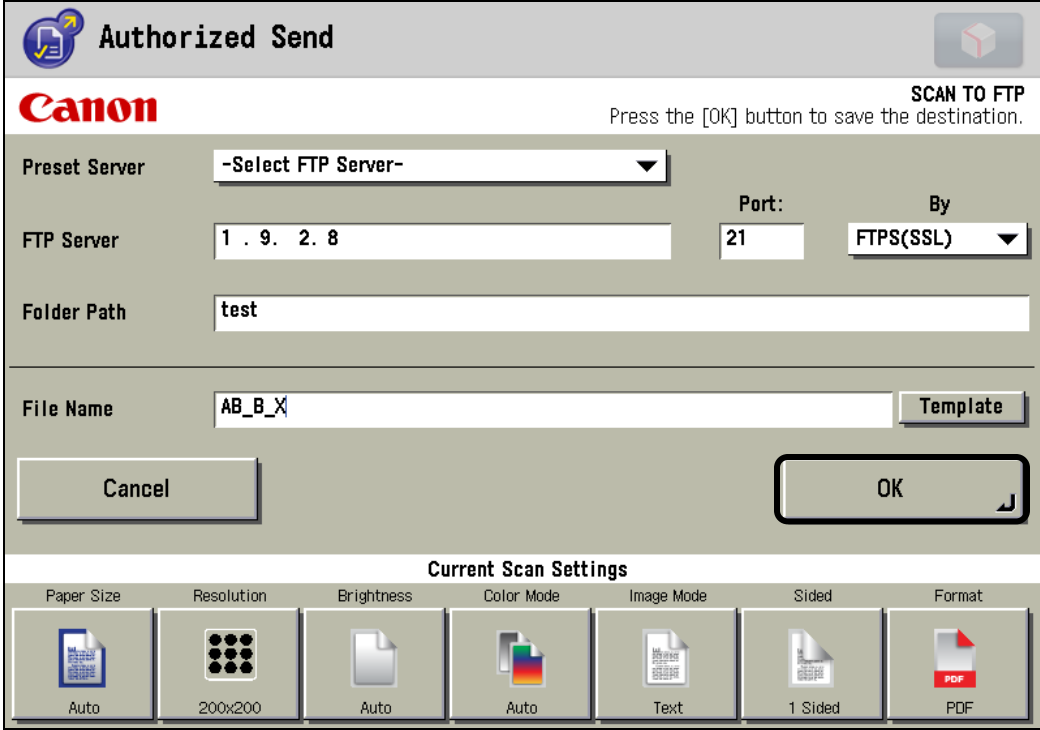 Authorized Send
Canon
SCAN TO FTP
Press the [OK] button to save the destination.
Preset Server
-Select FTP Server-
Port:
By
FTP Server
1 . 9. 2. 8
21
FTPS(SSL)
Folder Path
test
File Name
AB_B_X
Template
Cancel
OK
Current Scan Settings
Paper Size
Resolution
Brightness
Color Mode
Image Mode
Sided
Format
PDF
Auto
200x200
Auto
Auto
Text
1 Sided
PDF